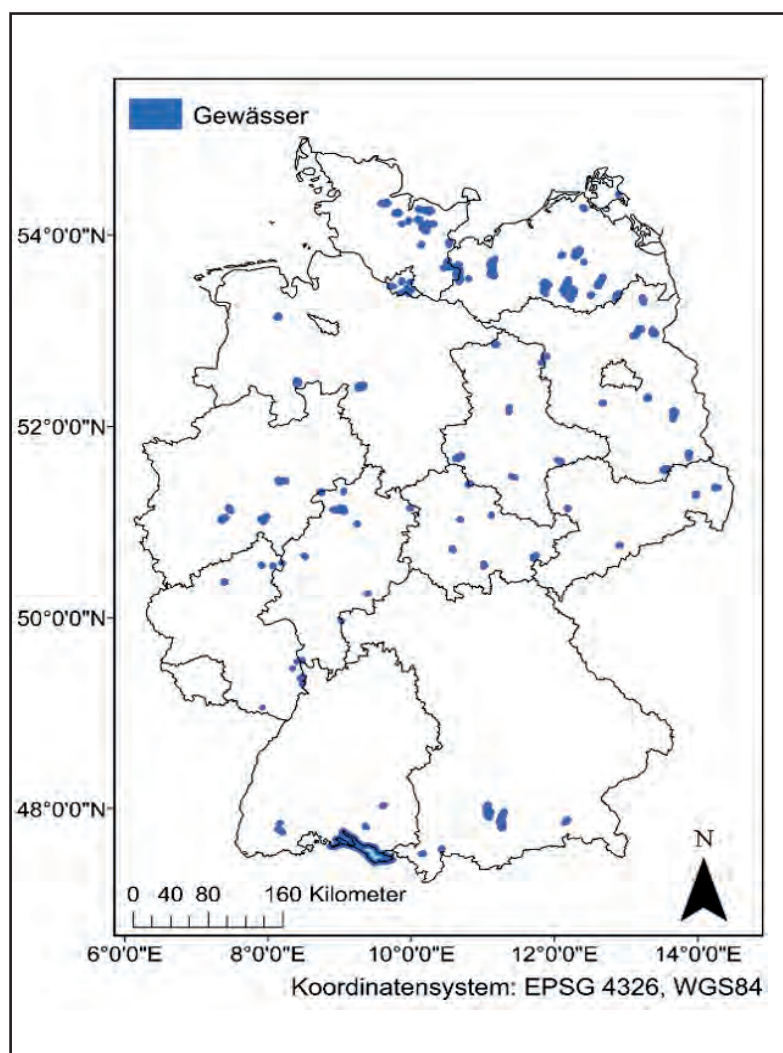 Gewässer
54°0'0"N
52°0'0"N
50°0'0"N
48°0'0"N
N
0 40 80 160 Kilometer
6°0'0"E 8°0'0"E 10°0'0"E 12°0'0"E 14°0'0"E
Koordinatensystem: EPSG 4326, WGS84